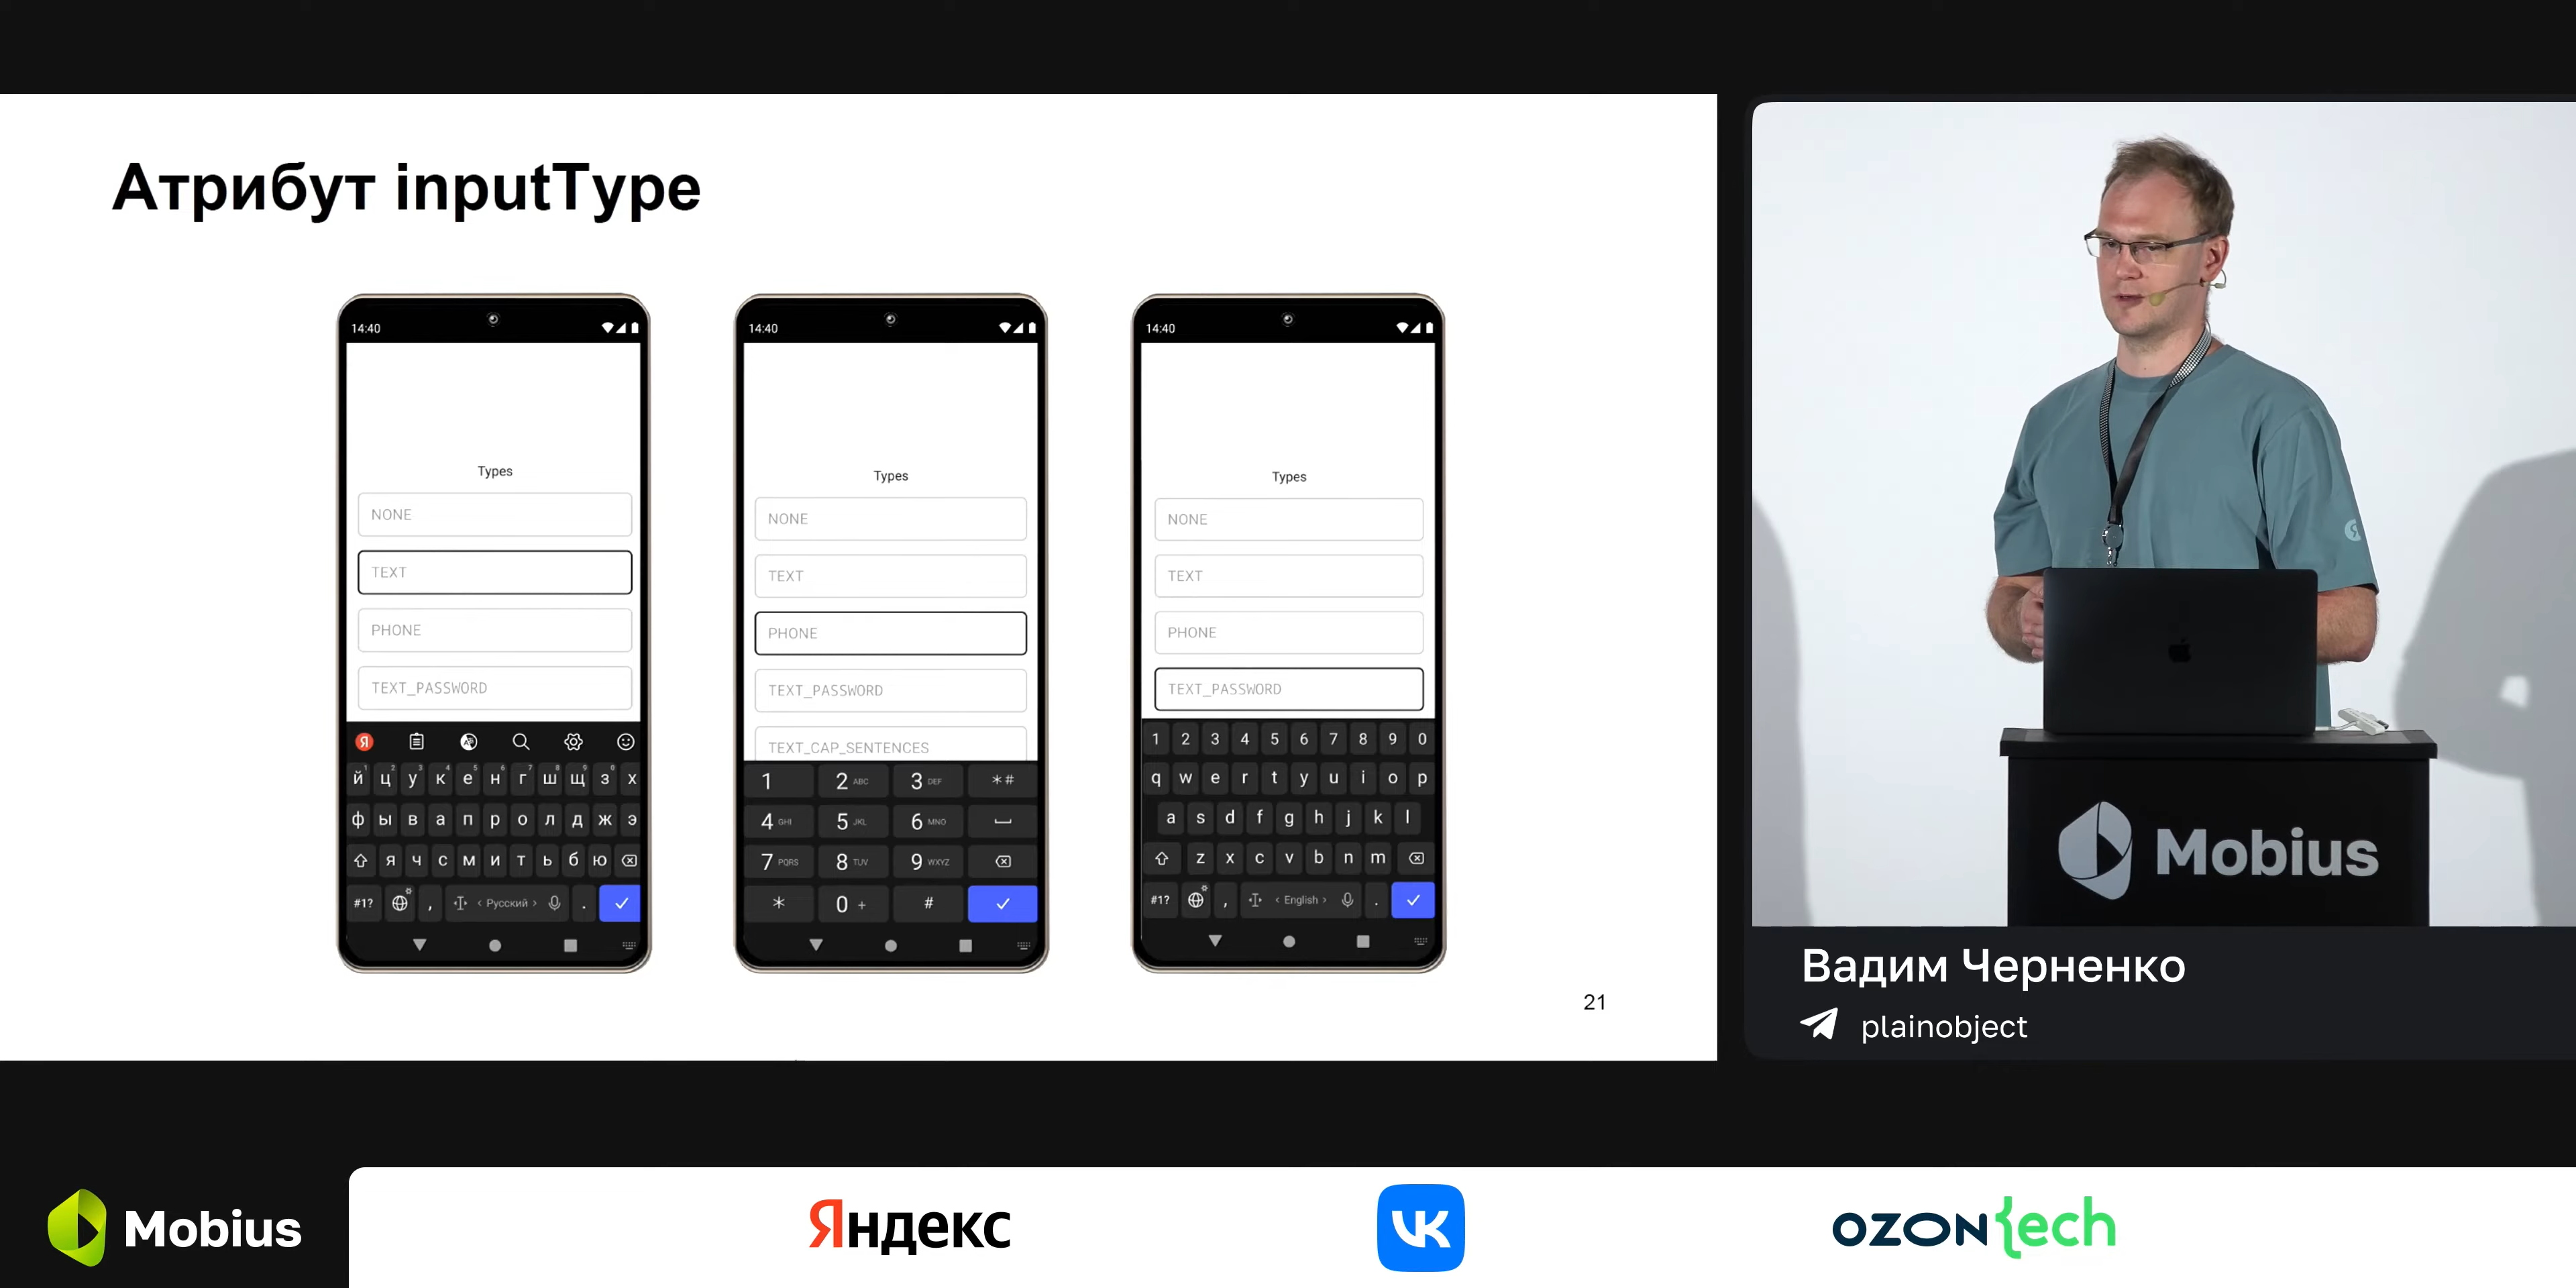 Атрибут inputType
14:40
Types
NONE
TEXT
PHONE
TEXT_PASSWORD
Я
й ц у к е н г ш щ з х
ф ы в а п р о л д ж э
я ч с м и т ь б ю
#1? , < Русский > .
14:40
Types
NONE
TEXT
PHONE
TEXT_PASSWORD
TEXT_CAP_SENTENCES
1 2 ABC 3 DEF *#
4 GHI 5 JKL 6 MNO
7 PQRS 8 TUV 9 WXYZ
* 0 + #
14:40
Types
NONE
TEXT
PHONE
TEXT_PASSWORD
1 2 3 4 5 6 7 8 9 0
q w e r t y u i o p
a s d f g h j k l
z x c v b n m
#1? , < English > .
21
Mobius
Вадим Черненко
plainobject
Mobius
Яндекс
VK
ozon{ech